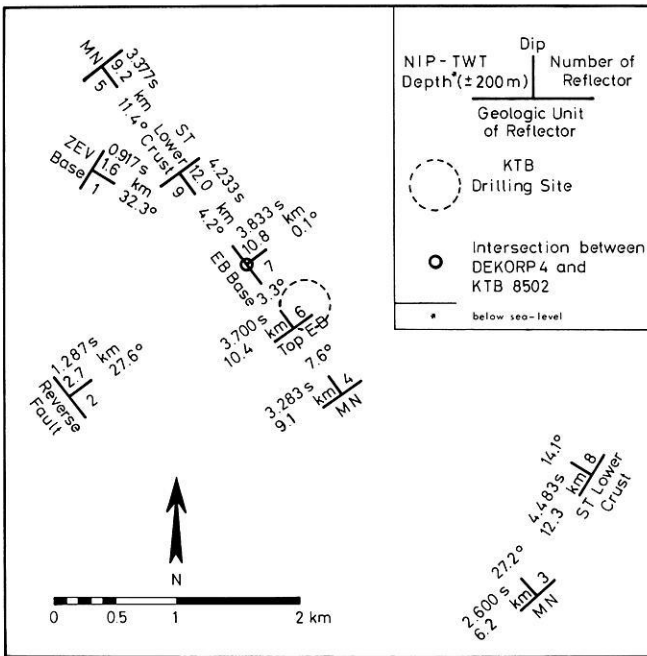 MN
3.377s
9.2 km
5
11.4°
ST
Lower
Crust
4.233s
12.0 km
9
4.2°
ZEV
Base
0.917s
1.6 km
1
32.3°
3.833s
10.8 km
0.1°
7
EB Base
3.3°
3.700s
km
10.4
6
Top EB
7.6°
3.283s
km
9.1
4
MN
1.287s
2.7 km
27.6°
2
Reverse
Fault
14.1°
4.483s
km
12.3
8
ST Lower
Crust
27.2°
2.600 s
km
6.2
3
MN
N
0 0.5 1 2 km
Dip
NIP-TWT
Depth*(±200m)
Number of
Reflector
Geologic Unit
of Reflector
KTB
Drilling Site
Intersection between
DEKORP4 and
KTB 8502
* below sea-level